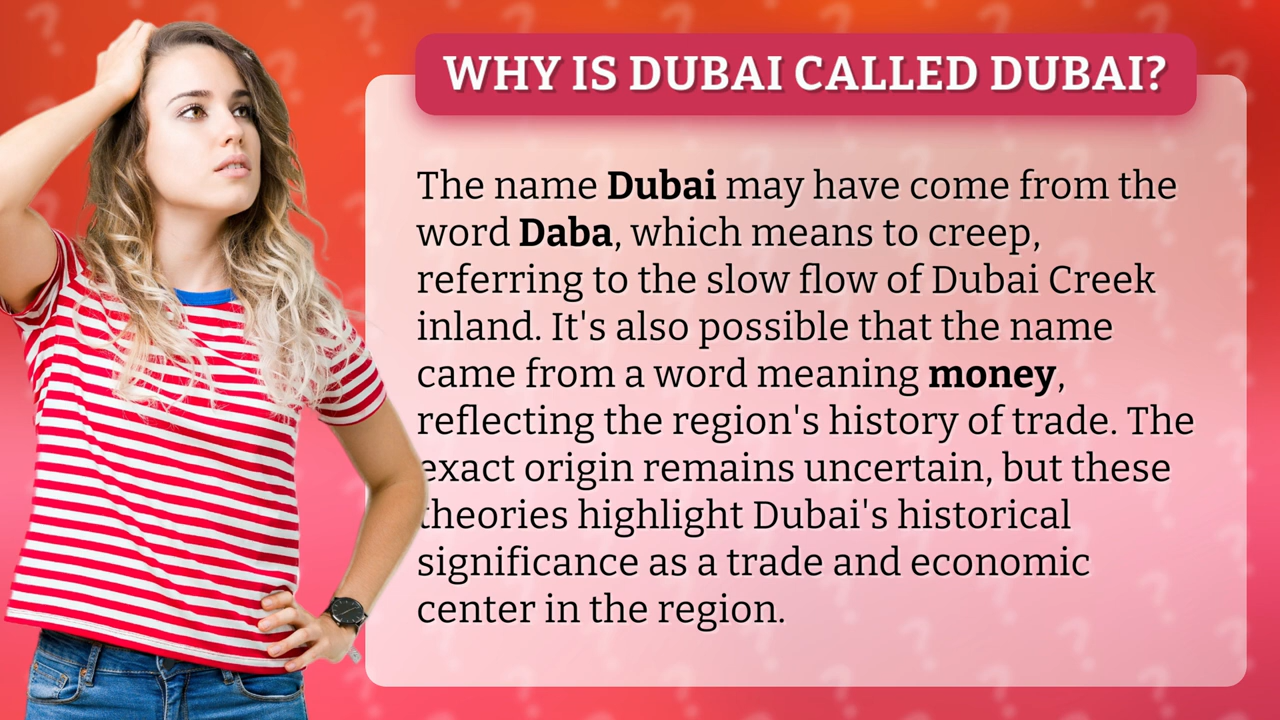 WHY IS DUBAI CALLED DUBAI?
The name Dubai may have come from the
word Daba, which means to creep,
referring to the slow flow of Dubai Creek
inland. It's also possible that the name
came from a word meaning money,
reflecting the region's history of trade. The
exact origin remains uncertain, but these
theories highlight Dubai's historical
significance as a trade and economic
center in the region.